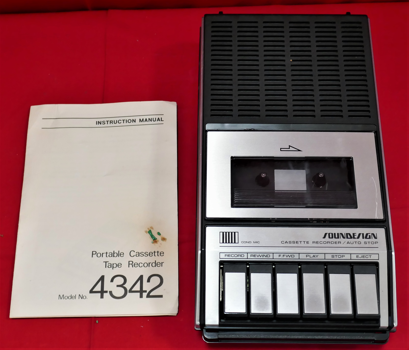 INSTRUCTION MANUAL
Portable Cassette
Tape Recorder
Model No. 4342
SOUNDESIGN
CASSETTE RECORDER/AUTO STOP
RECORD REWIND F.FWD PLAY STOP EJECT